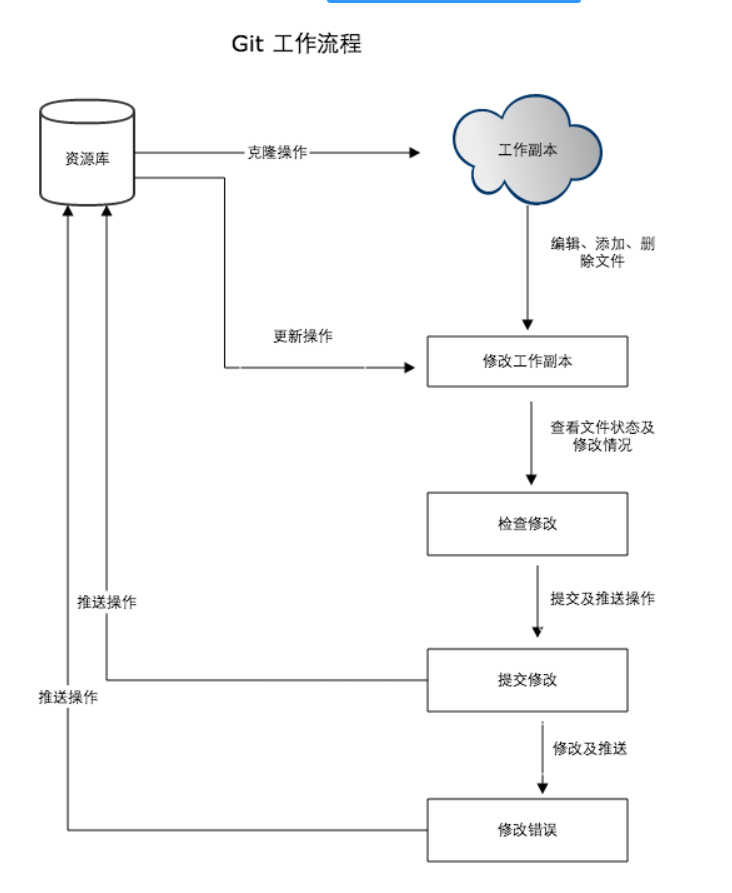 Git 工作流程
资源库
克隆操作
工作副本
编辑、添加、删
除文件
更新操作
修改工作副本
查看文件状态及
修改情况
检查修改
推送操作
提交及推送操作
提交修改
推送操作
修改及推送
修改错误